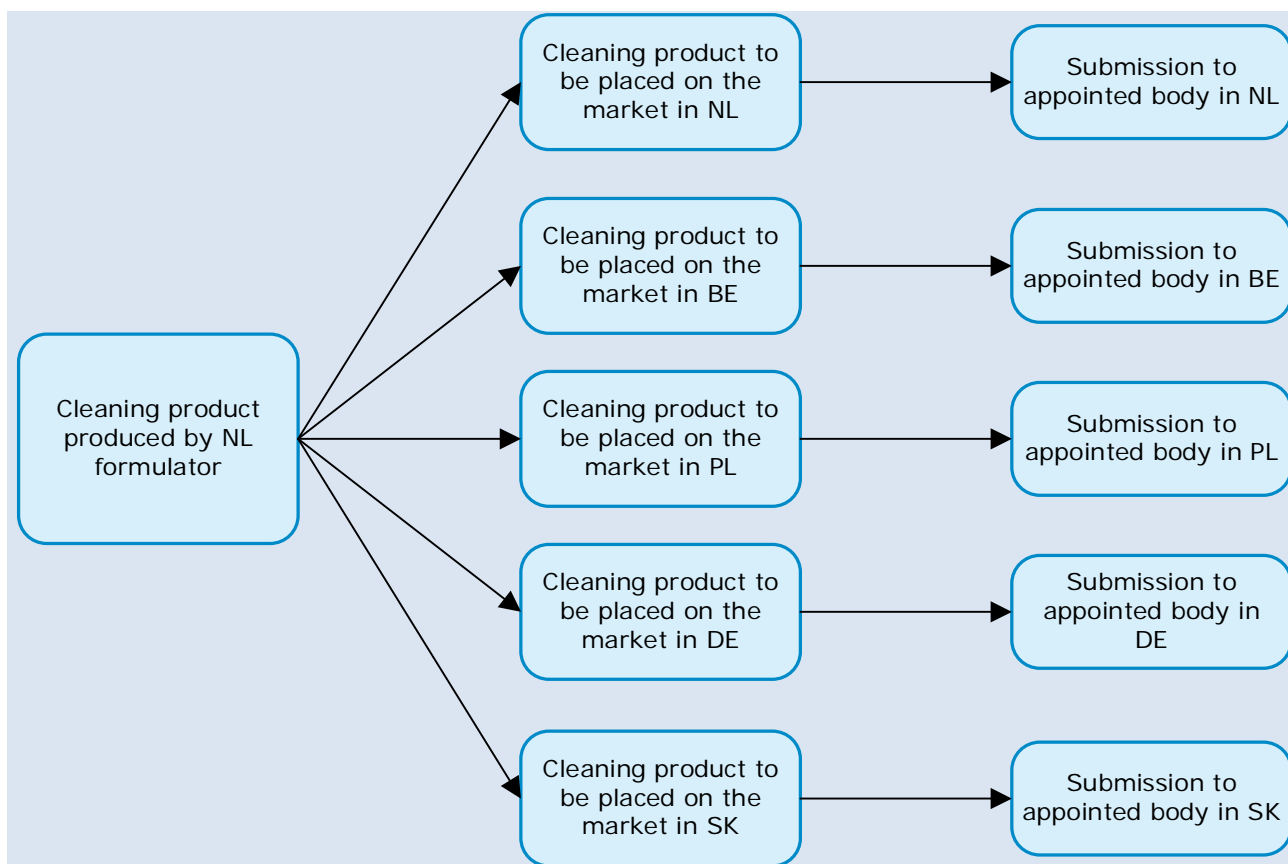 Cleaning product
produced by NL
formulator
Cleaning product to
be placed on the
market in NL
Submission to
appointed body in NL
Cleaning product to
be placed on the
market in BE
Submission to
appointed body in BE
Cleaning product to
be placed on the
market in PL
Submission to
appointed body in PL
Cleaning product to
be placed on the
market in DE
Submission to
appointed body in
DE
Cleaning product to
be placed on the
market in SK
Submission to
appointed body in SK